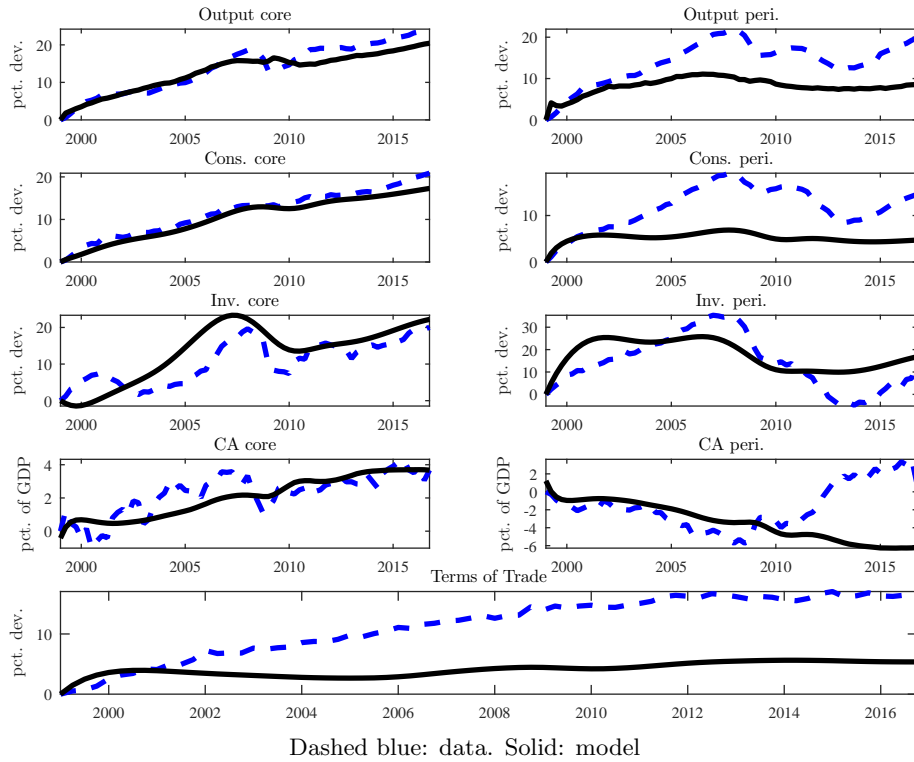 Output core
Output peri.
pct. dev.
20
10
0
2000 2005 2010 2015
pct. dev.
20
10
0
2000 2005 2010 2015
Cons. core
Cons. peri.
pct. dev.
20
10
0
2000 2005 2010 2015
pct. dev.
10
0
2000 2005 2010 2015
Inv. core
Inv. peri.
pct. dev.
20
10
0
2000 2005 2010 2015
pct. dev.
30
20
10
0
2000 2005 2010 2015
CA core
CA peri.
pct. of GDP
4
2
0
2000 2005 2010 2015
pct. of GDP
2
0
-2
-4
-6
2000 2005 2010 2015
Terms of Trade
pct. dev.
10
0
2000 2002 2004 2006 2008 2010 2012 2014 2016
Dashed blue: data. Solid: model